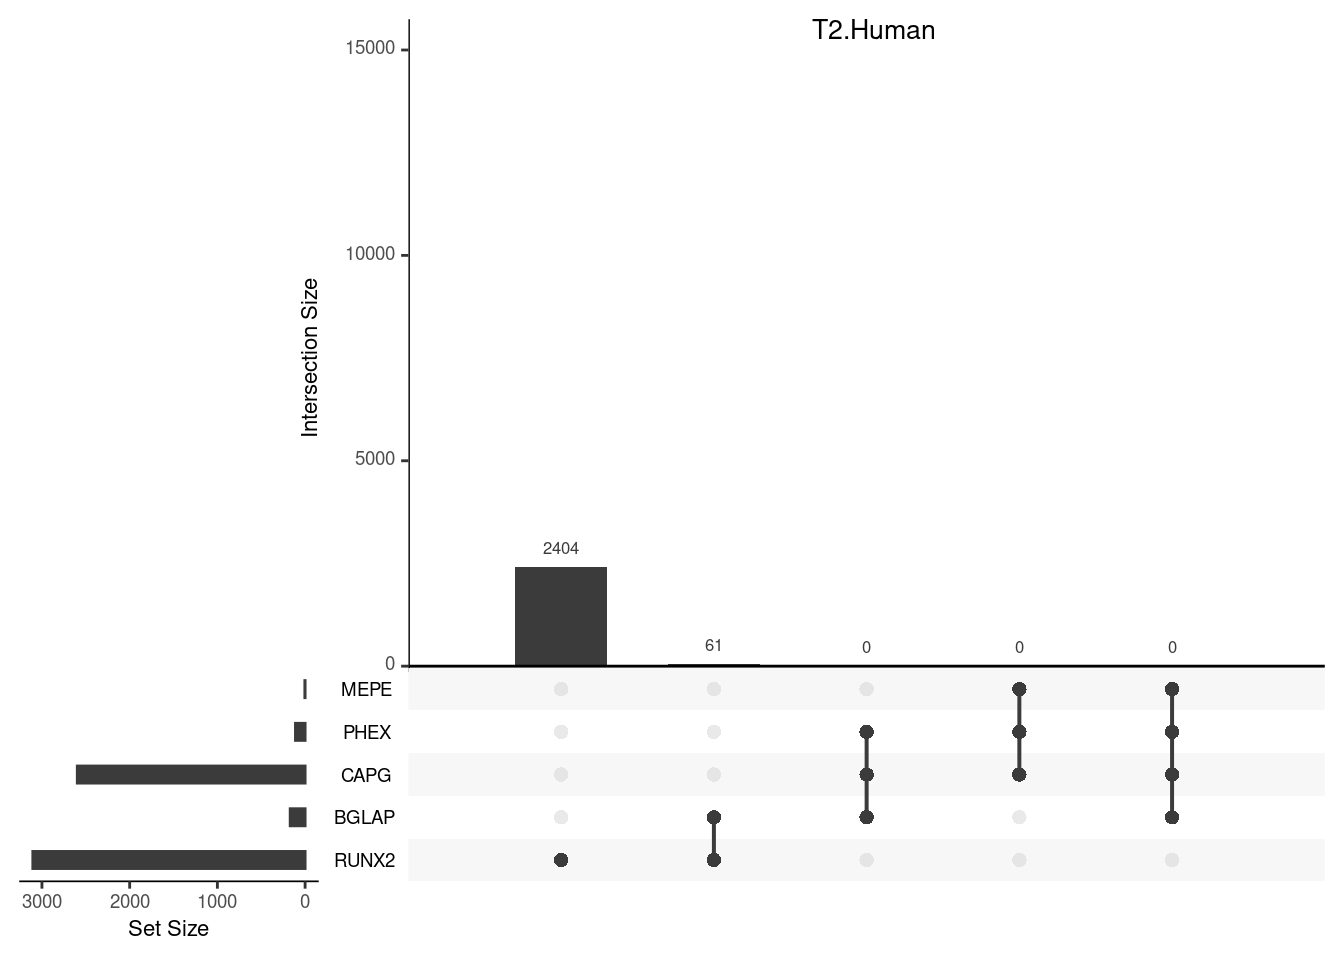 T2.Human
15000
10000
5000
0
Intersection Size
2404
61
0
0
0
MEPE
PHEX
CAPG
BGLAP
RUNX2
3000 2000 1000 0
Set Size